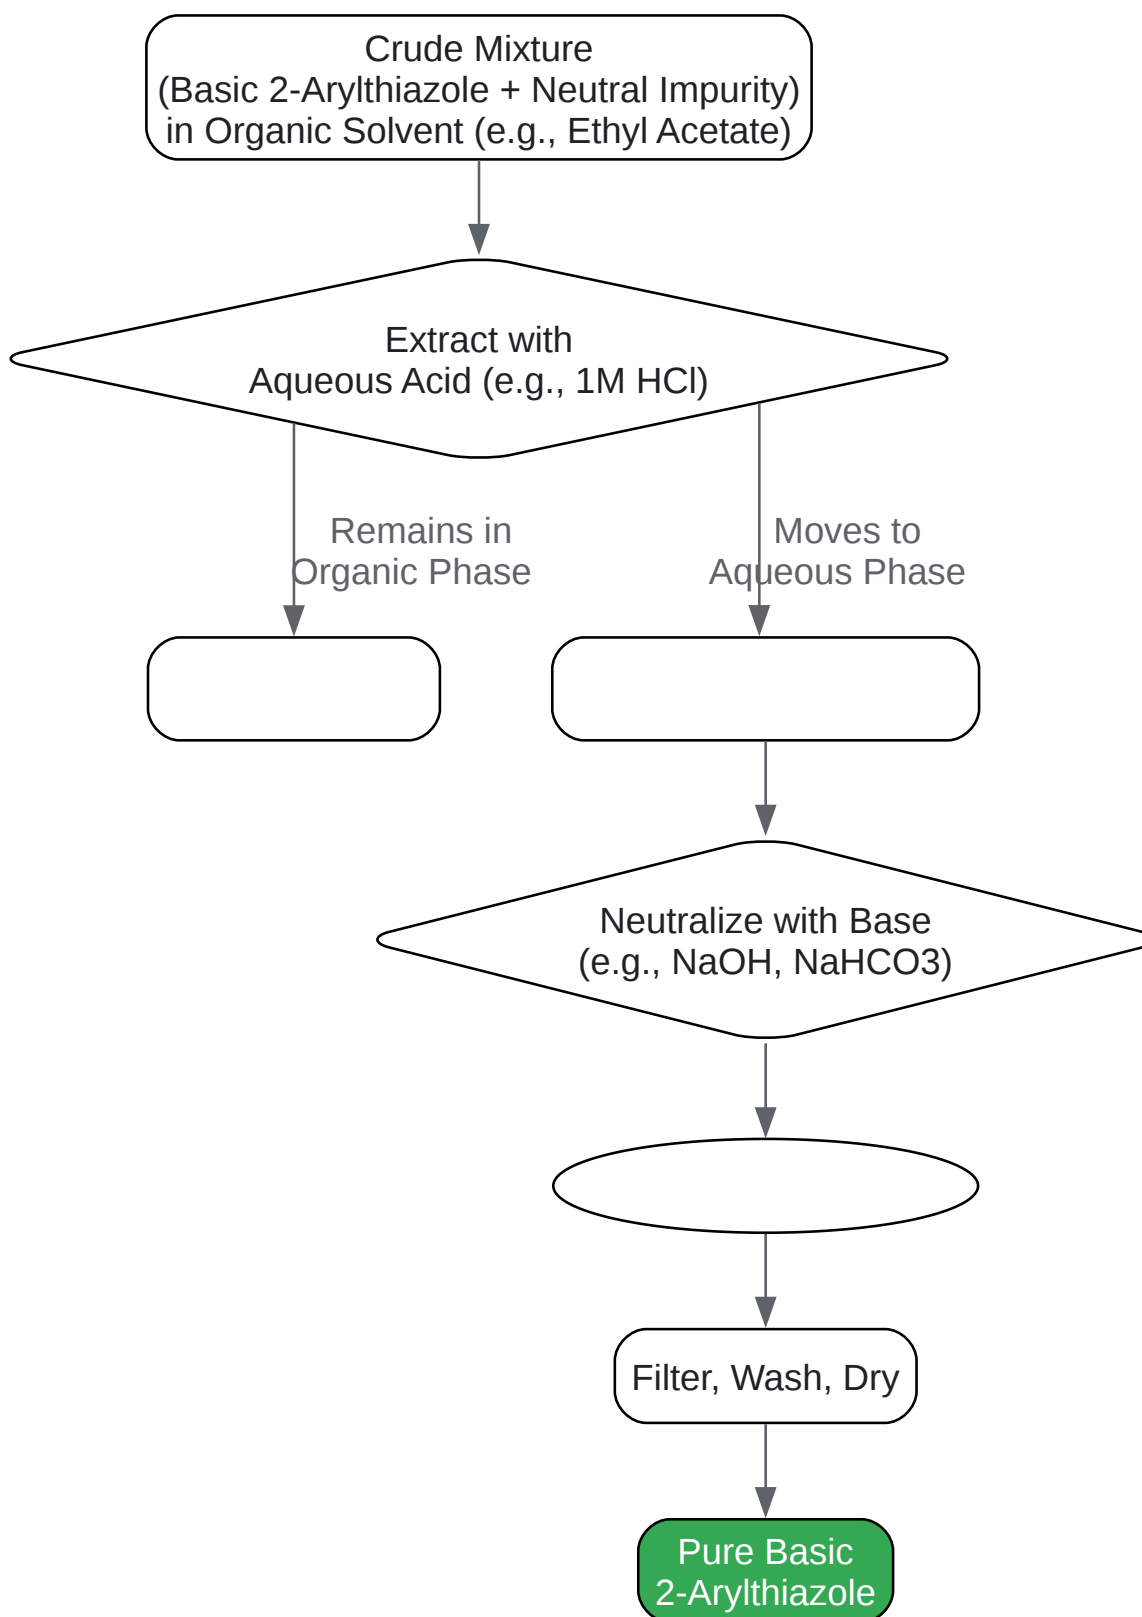 Crude Mixture
(Basic 2-Arylthiazole + Neutral Impurity)
in Organic Solvent (e.g., Ethyl Acetate)
Extract with
Aqueous Acid (e.g., 1M HCl)
Remains in
Organic Phase
Moves to
Aqueous Phase
Neutralize with Base
(e.g., NaOH, NaHCO3)
Filter, Wash, Dry
Pure Basic
2-Arylthiazole